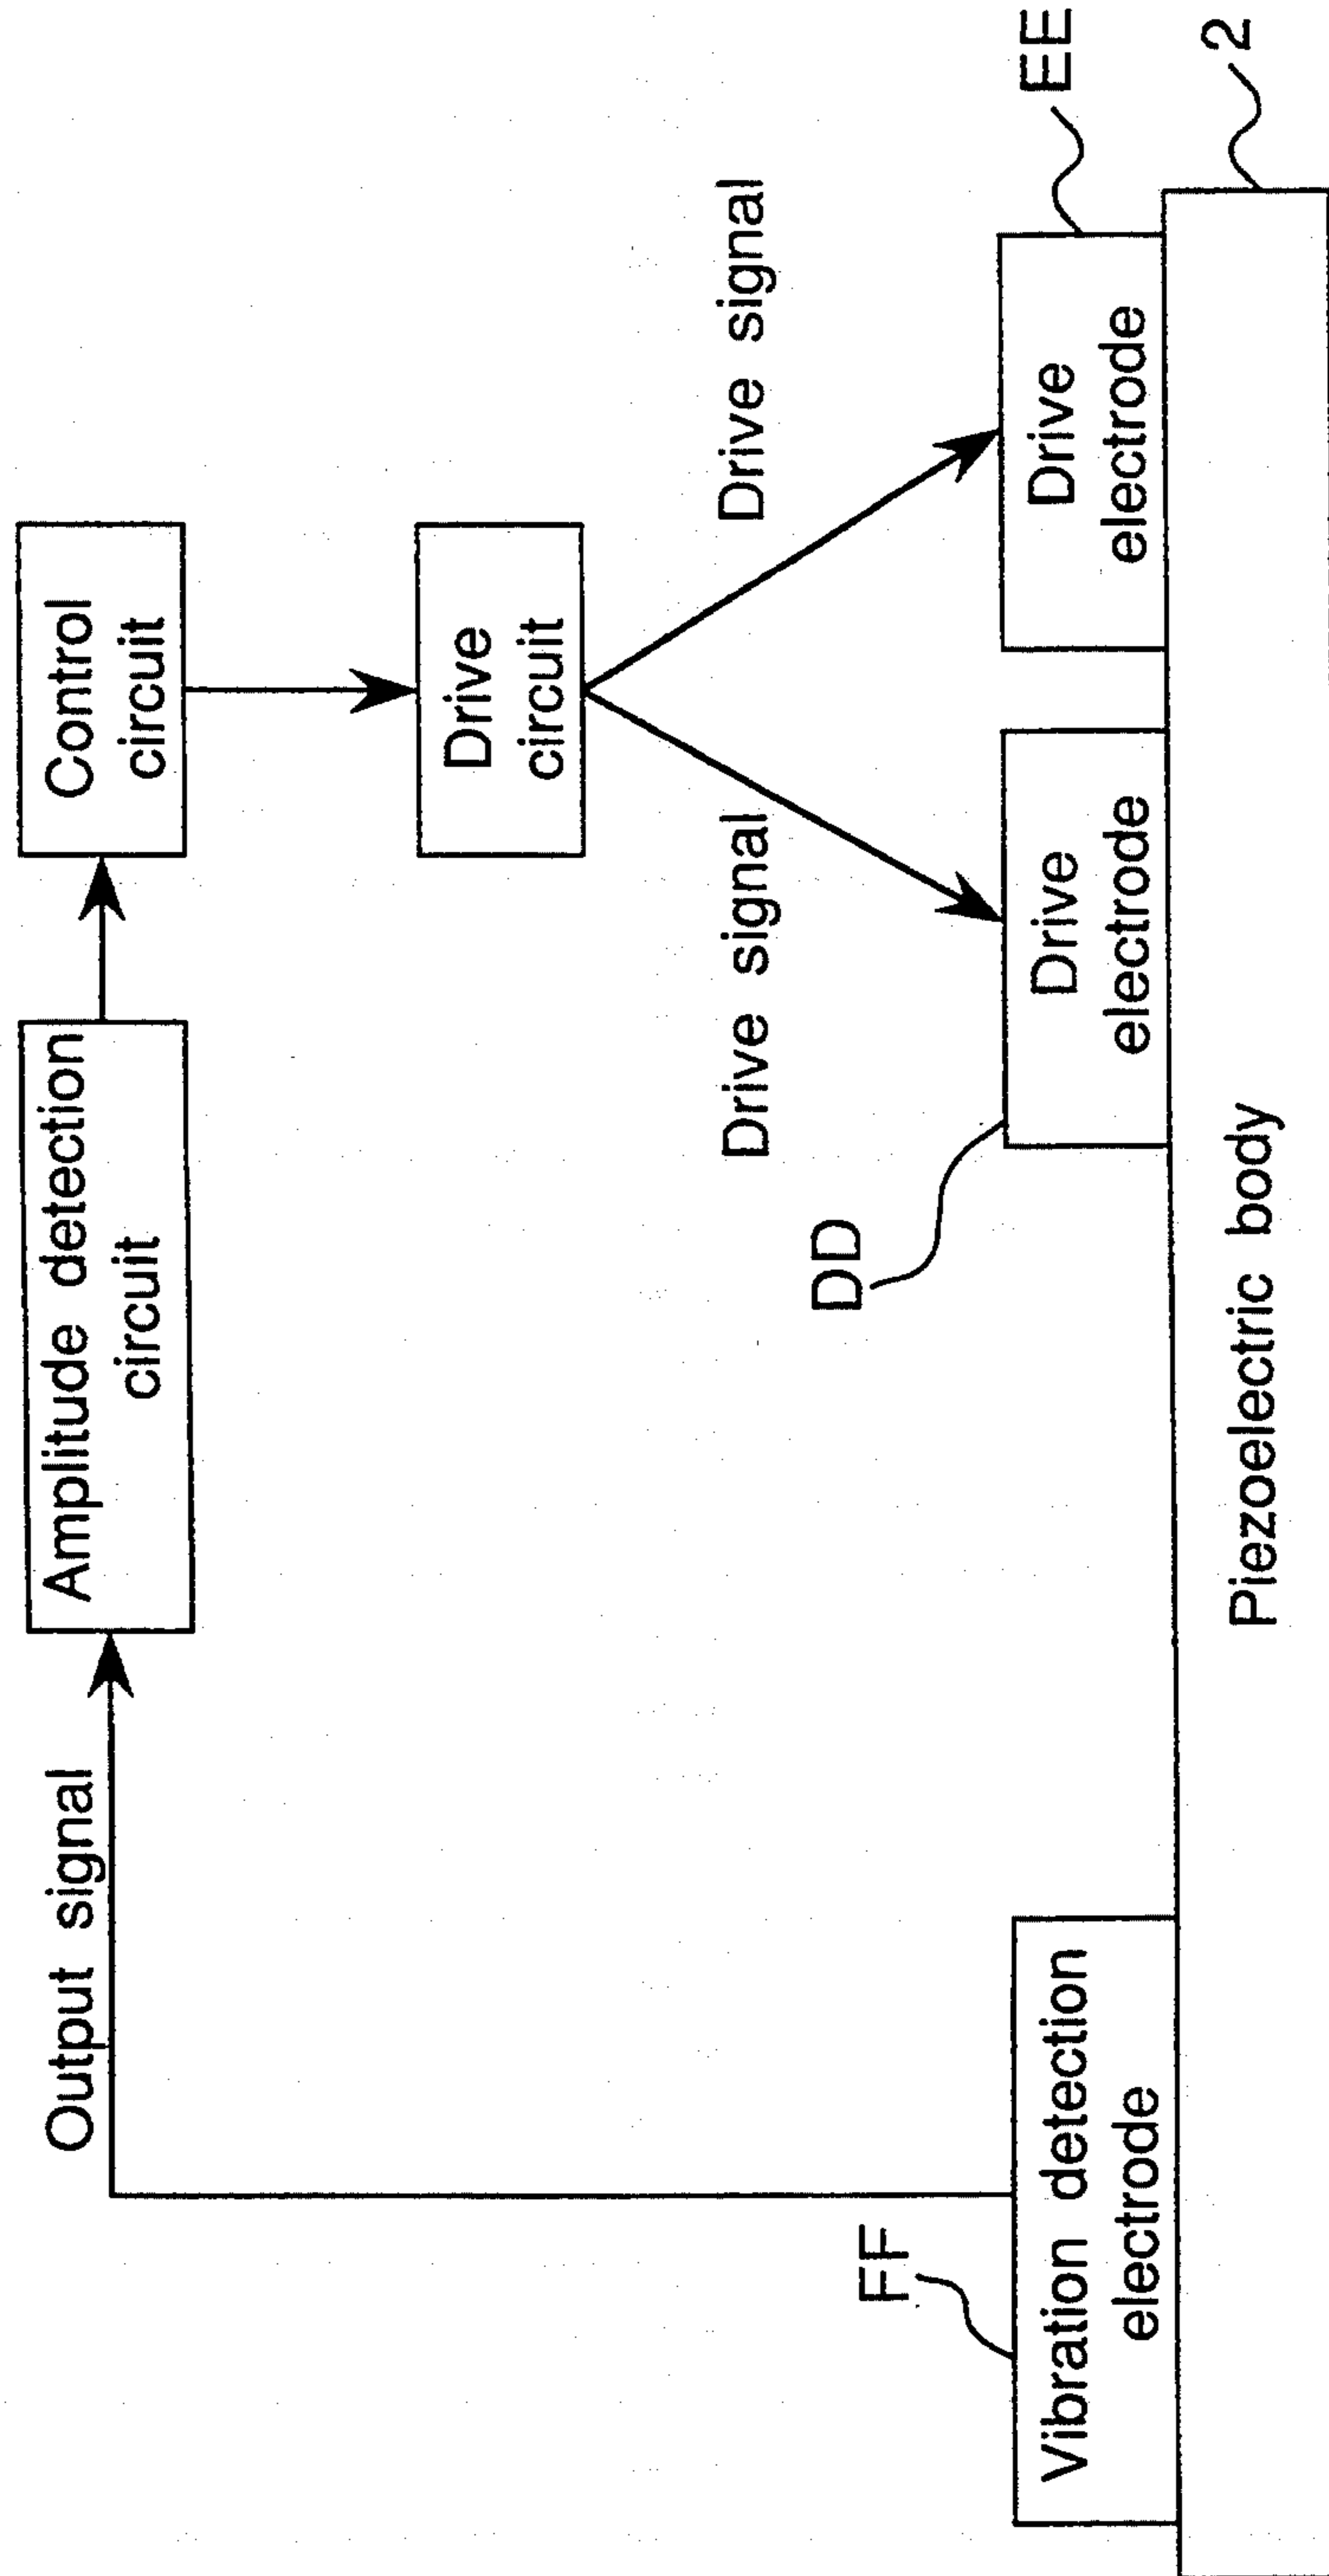 Output signal
Amplitude detection
circuit
Control
circuit
Drive
circuit
Drive signal
Drive signal
FF
DD
EE
Vibration detection
electrode
Drive
electrode
Drive
electrode
2
Piezoelectric body